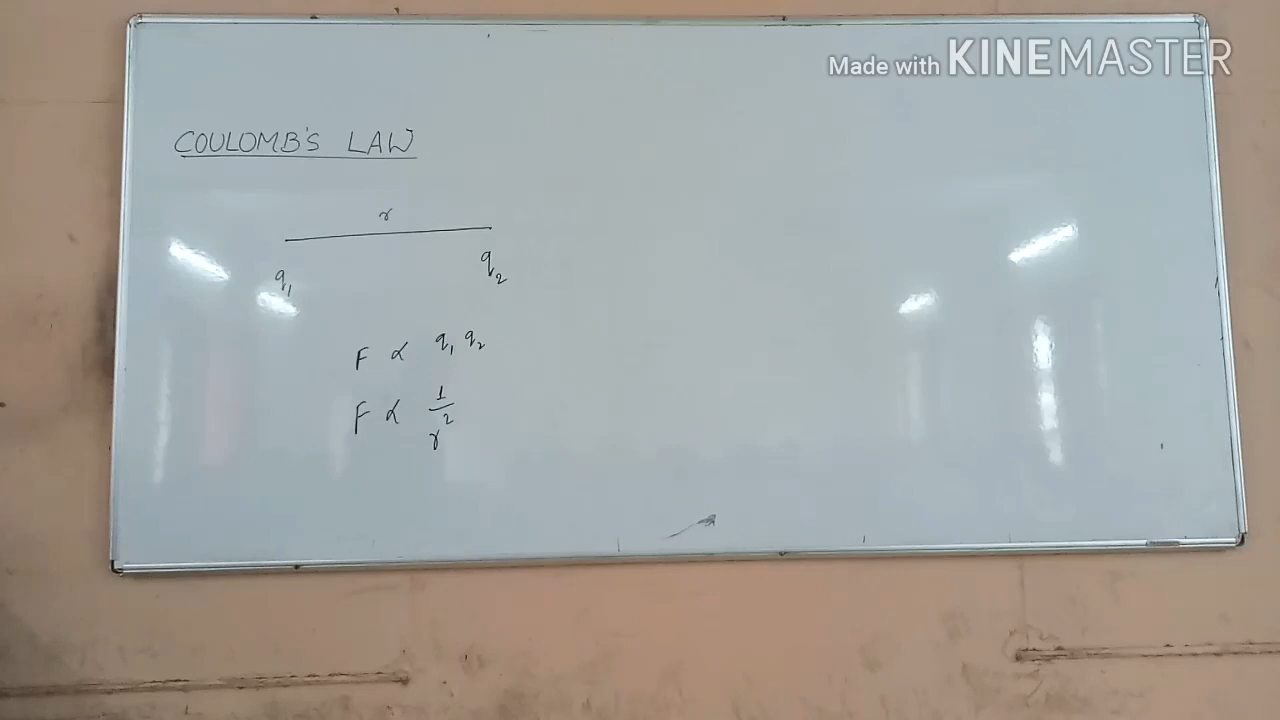 Made with KINEMASTER
COULOMB'S LAW
r
q₁ q₂
F ∝ q₁ q₂
F ∝ 1/r²